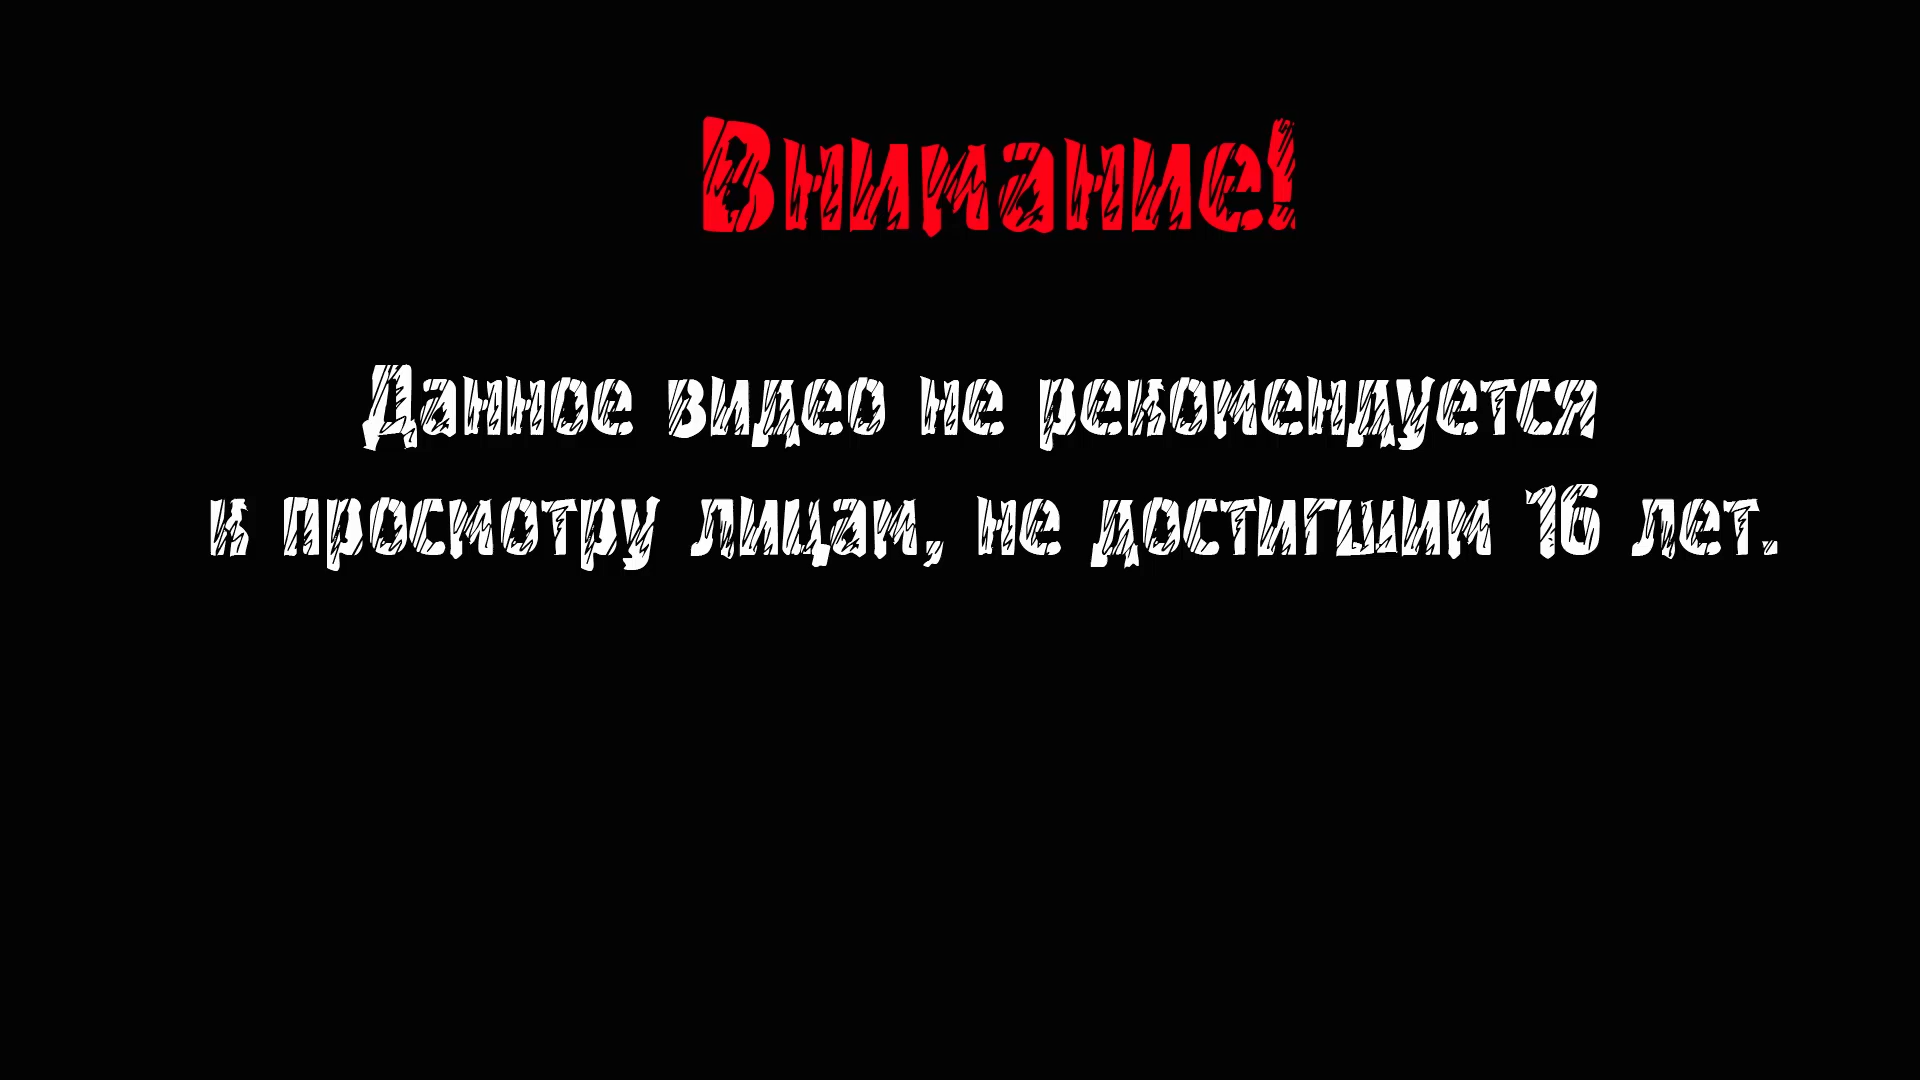 Внимание!
Данное видео не рекомендуется
к просмотру лицам, не достигшим 16 лет.